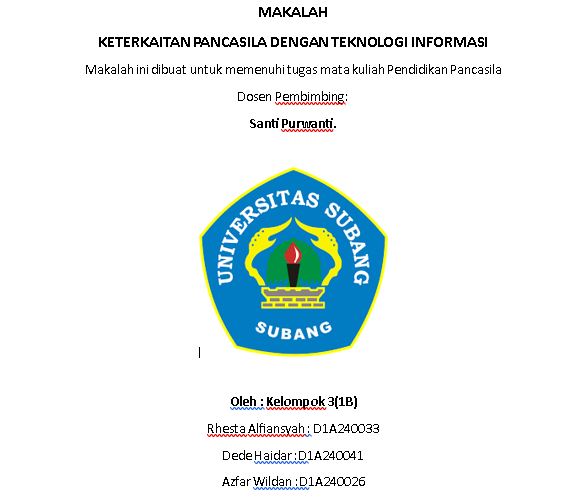 MAKALAH
KETERKAITAN PANCASILA DENGAN TEKNOLOGI INFORMASI
Makalah ini dibuat untuk memenuhi tugas mata kuliah Pendidikan Pancasila
Dosen Pembimbing:
Santi Purwanti.
UNIVERSITAS SUBANG
SUBANG
Oleh : Kelompok 3(1B)
Rhesta Alfiansyah : D1A240033
Dede Haidar :D1A240041
Azfar Wildan :D1A240026